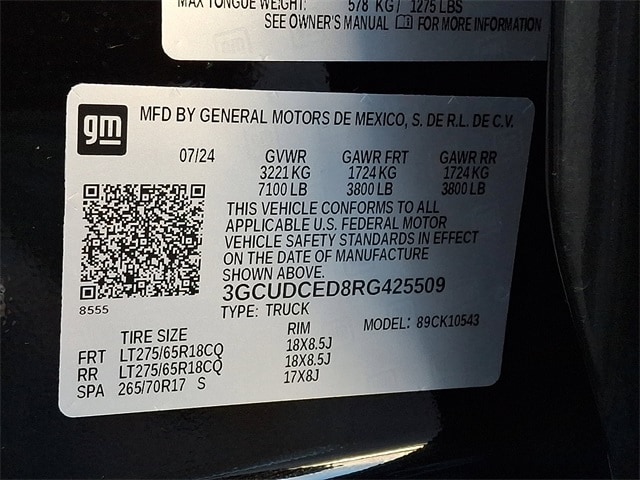 MAX TONGUE WEIGHT: 578 KG / 1275 LBS
SEE OWNER'S MANUAL FOR MORE INFORMATION
gm
MFD BY GENERAL MOTORS DE MEXICO, S. DE R.L. DE C.V.
07/24 GVWR GAWR FRT GAWR RR
3221 KG 1724 KG 1724 KG
7100 LB 3800 LB 3800 LB
THIS VEHICLE CONFORMS TO ALL
APPLICABLE U.S. FEDERAL MOTOR
VEHICLE SAFETY STANDARDS IN EFFECT
ON THE DATE OF MANUFACTURE
SHOWN ABOVE.
3GCUDCED8RG425509
8555
TYPE: TRUCK MODEL: 89CK10543
TIRE SIZE RIM
FRT LT275/65R18CQ 18X8.5J
RR LT275/65R18CQ 18X8.5J
SPA 265/70R17 S 17X8J